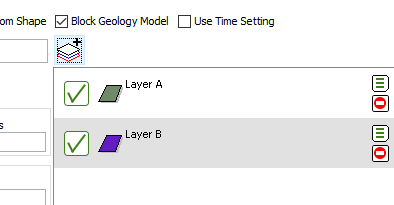 om Shape Block Geology Model Use Time Setting
Layer A
s
Layer B